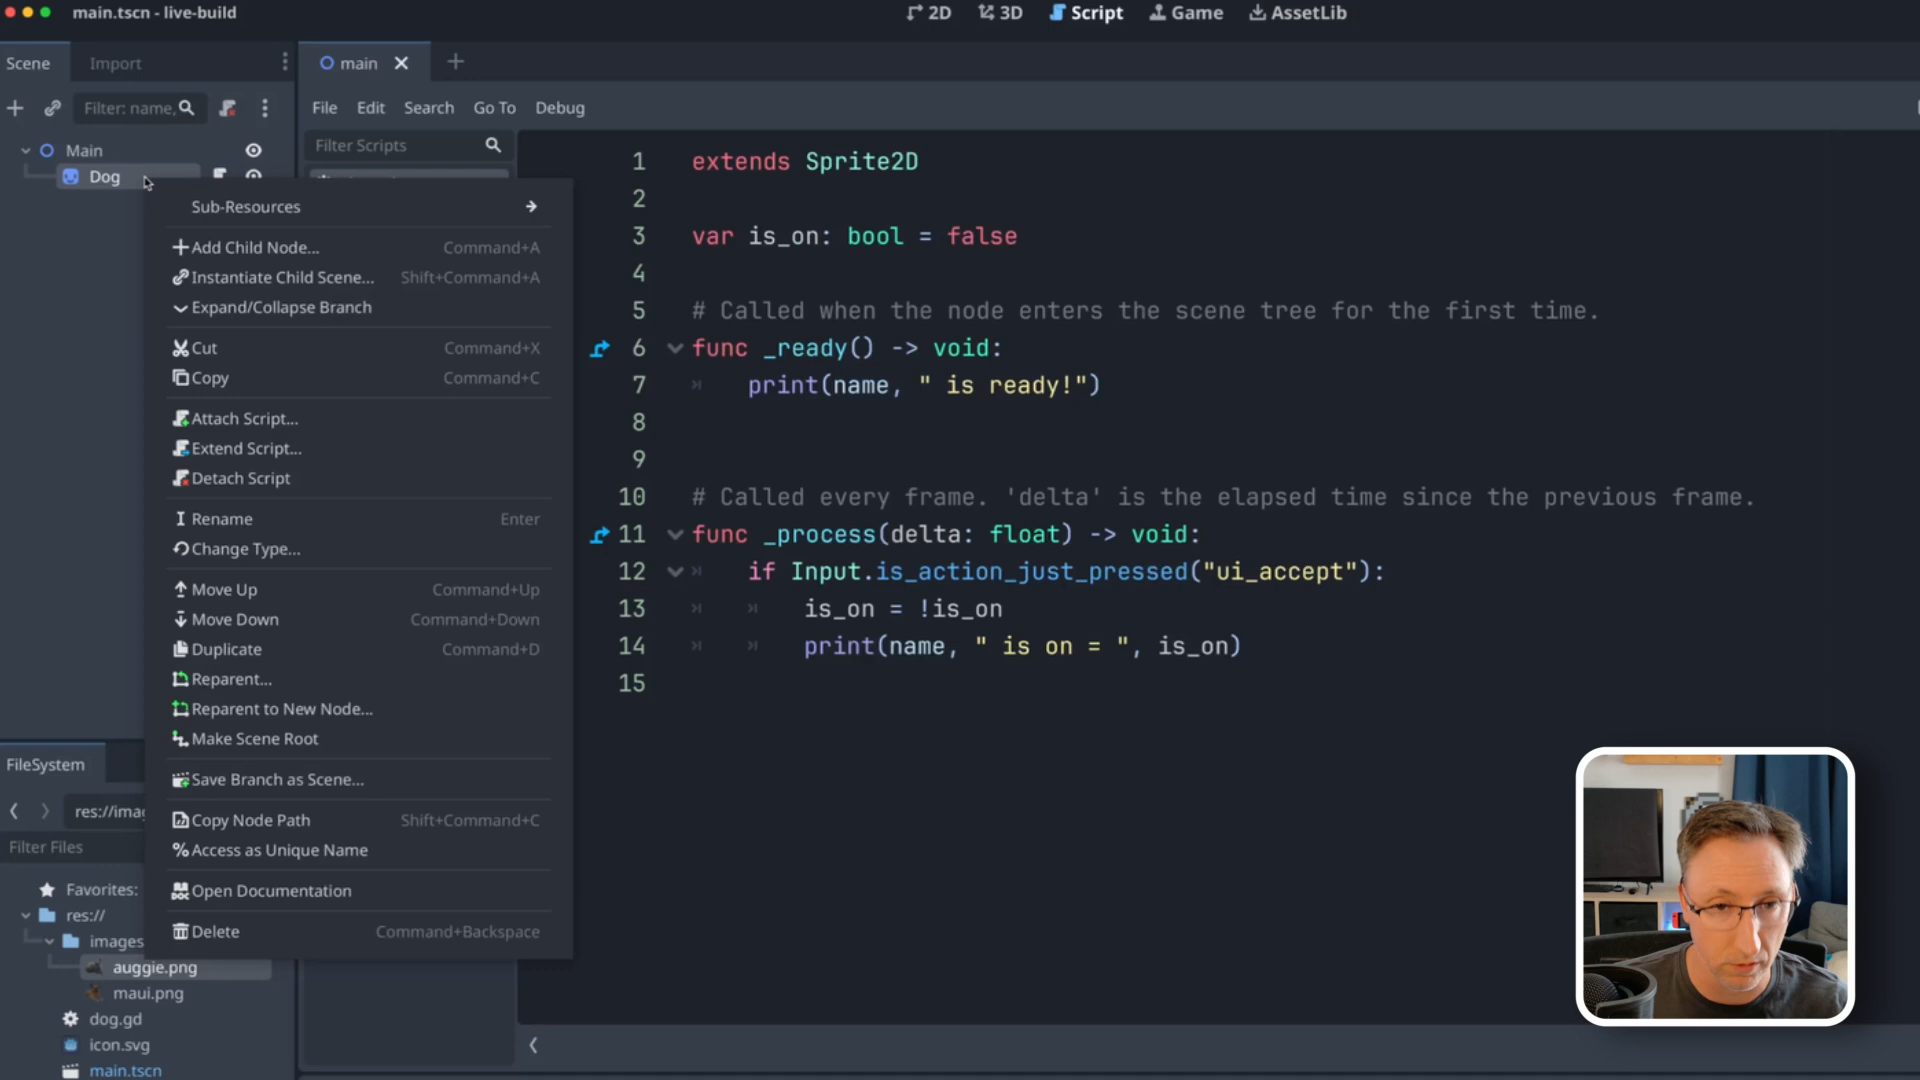 main.tscn - live-build
2D
3D
Script
Game
AssetLib
Scene
Import
main
Filter: name,
File
Edit
Search
Go To
Debug
Filter Scripts
Main
Dog
Sub-Resources
Add Child Node... Command+A
Instantiate Child Scene... Shift+Command+A
Expand/Collapse Branch
Cut Command+X
Copy Command+C
Attach Script...
Extend Script...
Detach Script
Rename Enter
Change Type...
Move Up Command+Up
Move Down Command+Down
Duplicate Command+D
Reparent...
Reparent to New Node...
Make Scene Root
Save Branch as Scene...
Copy Node Path Shift+Command+C
Access as Unique Name
Open Documentation
Delete Command+Backspace
1 extends Sprite2D
2
3 var is_on: bool = false
4
5 # Called when the node enters the scene tree for the first time.
6 func _ready() -> void:
7 print(name, " is ready!")
8
9
10 # Called every frame. 'delta' is the elapsed time since the previous frame.
11 func _process(delta: float) -> void:
12 if Input.is_action_just_pressed("ui_accept"):
13 is_on = !is_on
14 print(name, " is on = ", is_on)
15
FileSystem
res://imag
Filter Files
Favorites:
res://
images
auggie.png
maui.png
dog.gd
icon.svg
main.tscn